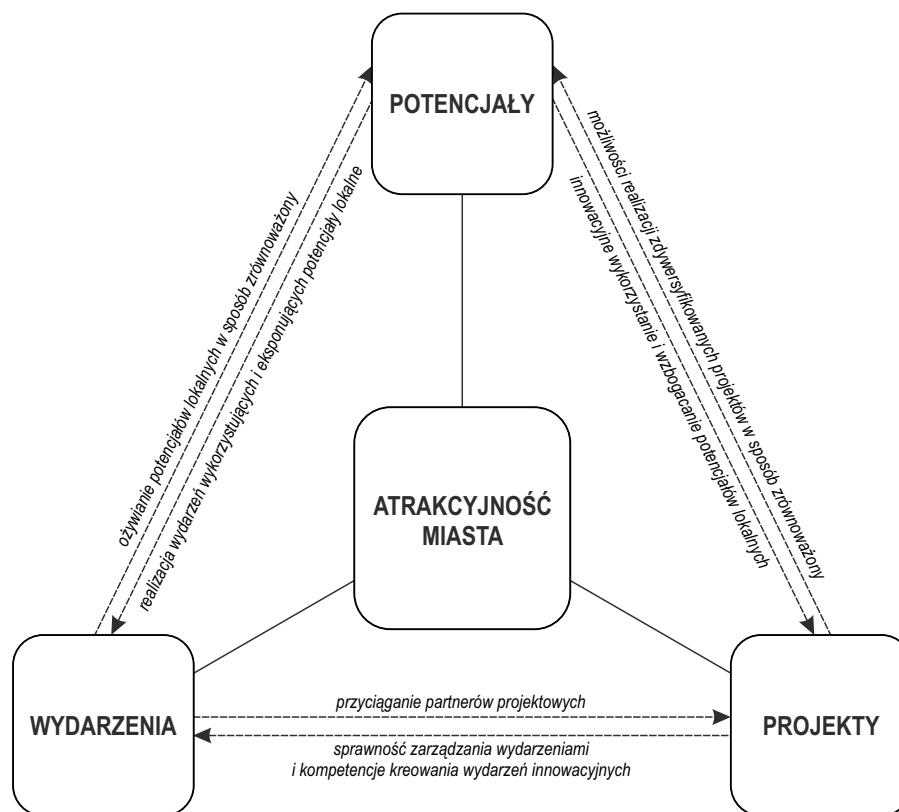 POTENCJAŁY
ożywianie potencjałów lokalnych w sposób zrównoważony
realizacja wydarzeń wykorzystujących i eksponujących potencjały lokalne
innowacyjne wykorzystanie i wzbogacanie potencjałów lokalnych
możliwości realizacji zdywersyfikowanych projektów w sposób zrównoważony
ATRAKCYJNOŚĆ
MIASTA
WYDARZENIA
przyciąganie partnerów projektowych
sprawność zarządzania wydarzeniami
i kompetencje kreowania wydarzeń innowacyjnych
PROJEKTY